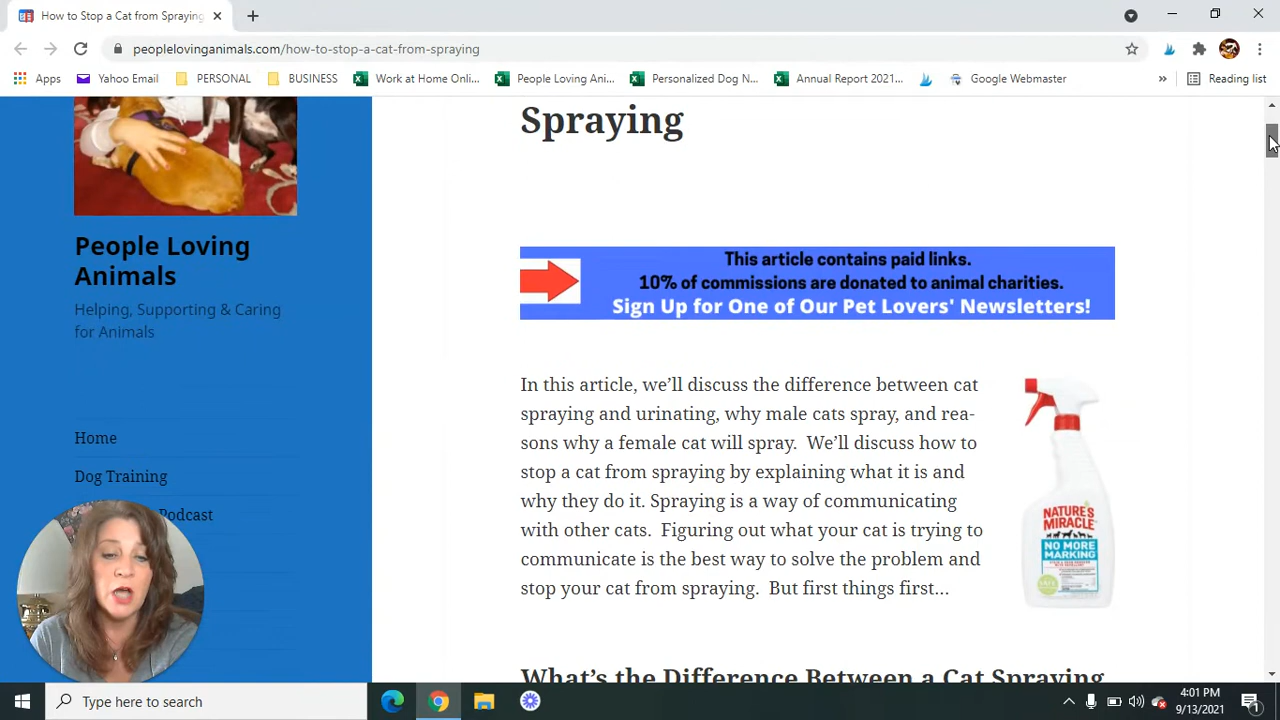 How to Stop a Cat from Spraying
peoplelovinganimals.com/how-to-stop-a-cat-from-spraying
Apps
Yahoo Email
PERSONAL
BUSINESS
Work at Home Onli...
People Loving Ani...
Personalized Dog N...
Annual Report 2021...
Google Webmaster
»
Reading list
Spraying
This article contains paid links.
10% of commissions are donated to animal charities.
Sign Up for One of Our Pet Lovers' Newsletters!
People Loving
Animals
Helping, Supporting & Caring
for Animals
Home
Dog Training
Podcast
In this article, we’ll discuss the difference between cat
spraying and urinating, why male cats spray, and rea-
sons why a female cat will spray.  We’ll discuss how to
stop a cat from spraying by explaining what it is and
why they do it. Spraying is a way of communicating
with other cats.  Figuring out what your cat is trying to
communicate is the best way to solve the problem and
stop your cat from spraying.  But first things first…
NATURE'S
MIRACLE
NO MORE
MARKING
What’s the Difference Between a Cat Spraying
Type here to search
4:01 PM
9/13/2021
1